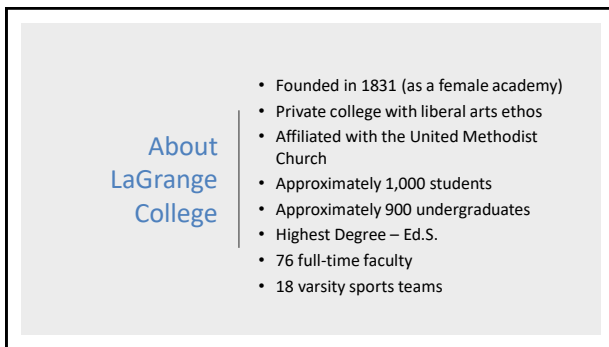 About
LaGrange
College
• Founded in 1831 (as a female academy)
• Private college with liberal arts ethos
• Affiliated with the United Methodist
Church
• Approximately 1,000 students
• Approximately 900 undergraduates
• Highest Degree – Ed.S.
• 76 full-time faculty
• 18 varsity sports teams